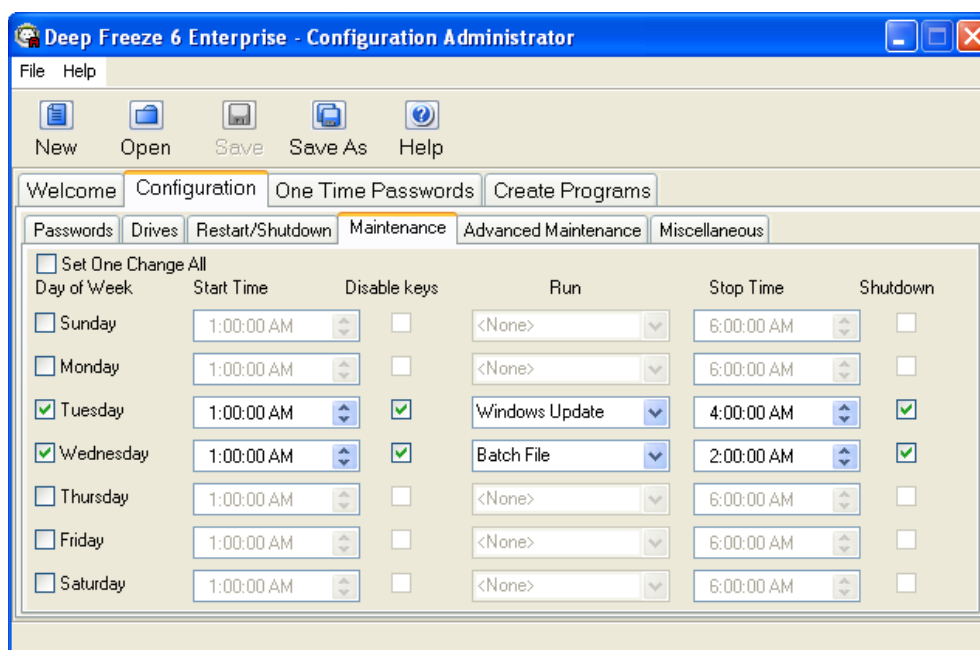 Deep Freeze 6 Enterprise - Configuration Administrator
File Help
New Open Save Save As Help
Welcome Configuration One Time Passwords Create Programs
Passwords Drives Restart/Shutdown Maintenance Advanced Maintenance Miscellaneous
Set One Change All
Day of Week Start Time Disable keys Run Stop Time Shutdown
Sunday 1:00:00 AM <None> 6:00:00 AM
Monday 1:00:00 AM <None> 6:00:00 AM
Tuesday 1:00:00 AM Windows Update 4:00:00 AM
Wednesday 1:00:00 AM Batch File 2:00:00 AM
Thursday 1:00:00 AM <None> 6:00:00 AM
Friday 1:00:00 AM <None> 6:00:00 AM
Saturday 1:00:00 AM <None> 6:00:00 AM